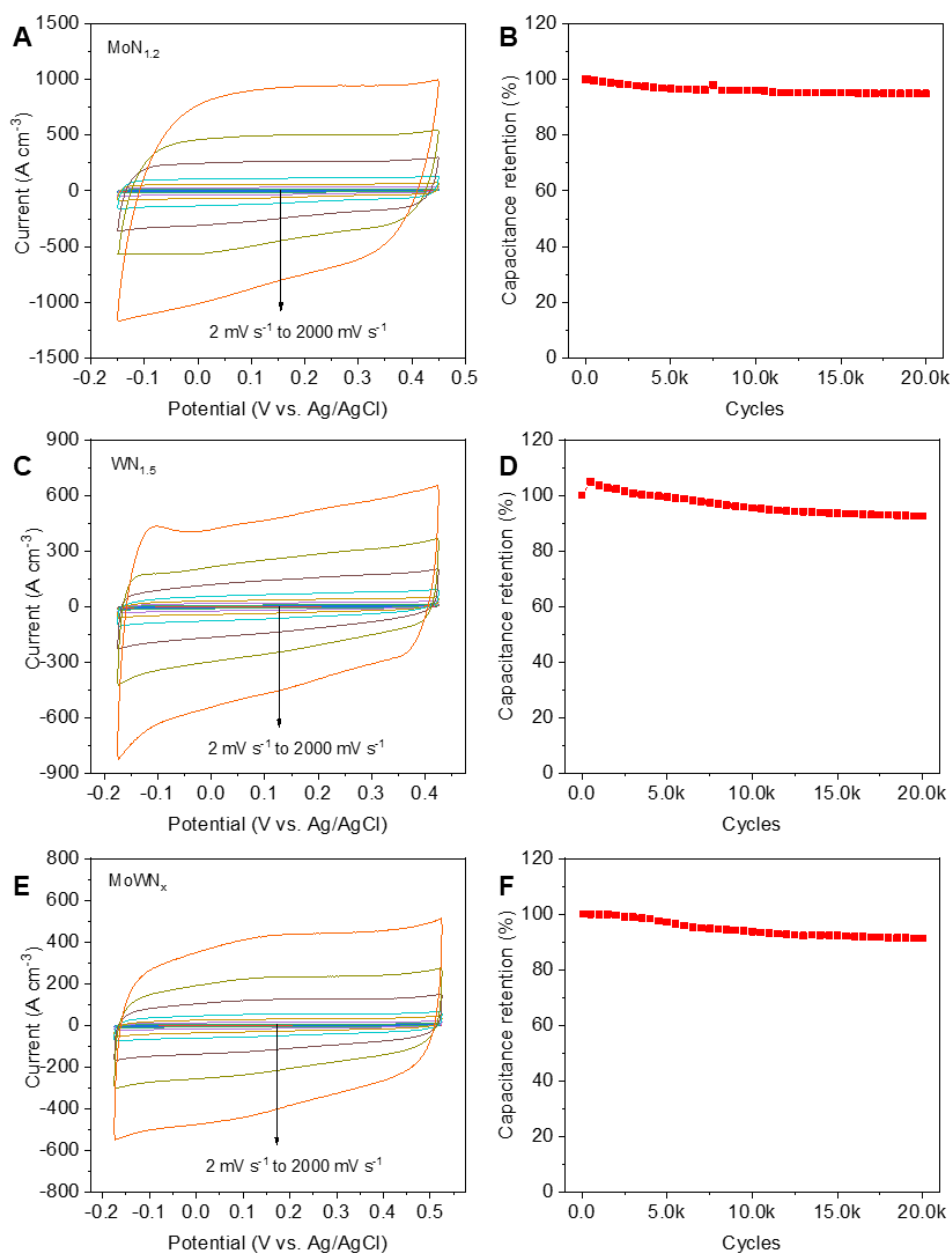 A
MoN1.2
1500
1000
500
0
-500
-1000
-1500
Current (A cm-3)
2 mV s-1 to 2000 mV s-1
-0.2 -0.1 0.0 0.1 0.2 0.3 0.4 0.5
Potential (V vs. Ag/AgCl)
B
120
100
80
60
40
20
0
Capacitance retention (%)
0.0 5.0k 10.0k 15.0k 20.0k
Cycles
C
WN1.5
900
600
300
0
-300
-600
-900
Current (A cm-3)
2 mV s-1 to 2000 mV s-1
-0.2 -0.1 0.0 0.1 0.2 0.3 0.4
Potential (V vs. Ag/AgCl)
D
120
100
80
60
40
20
0
Capacitance retention (%)
0.0 5.0k 10.0k 15.0k 20.0k
Cycles
E
MoWNx
800
600
400
200
0
-200
-400
-600
-800
Current (A cm-3)
2 mV s-1 to 2000 mV s-1
-0.2 -0.1 0.0 0.1 0.2 0.3 0.4 0.5
Potential (V vs. Ag/AgCl)
F
120
100
80
60
40
20
0
Capacitance retention (%)
0.0 5.0k 10.0k 15.0k 20.0k
Cycles